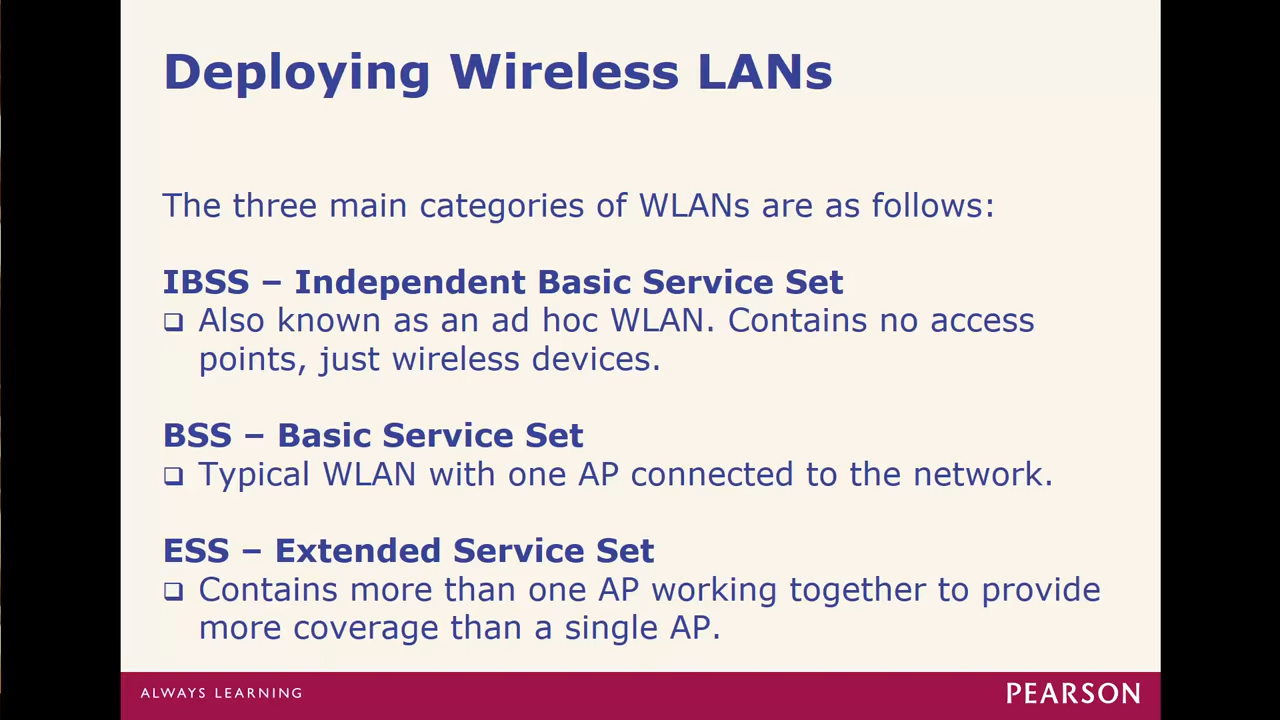 Deploying Wireless LANs
The three main categories of WLANs are as follows:
IBSS – Independent Basic Service Set
❑ Also known as an ad hoc WLAN. Contains no access
points, just wireless devices.
BSS – Basic Service Set
❑ Typical WLAN with one AP connected to the network.
ESS – Extended Service Set
❑ Contains more than one AP working together to provide
more coverage than a single AP.
ALWAYS LEARNING
PEARSON